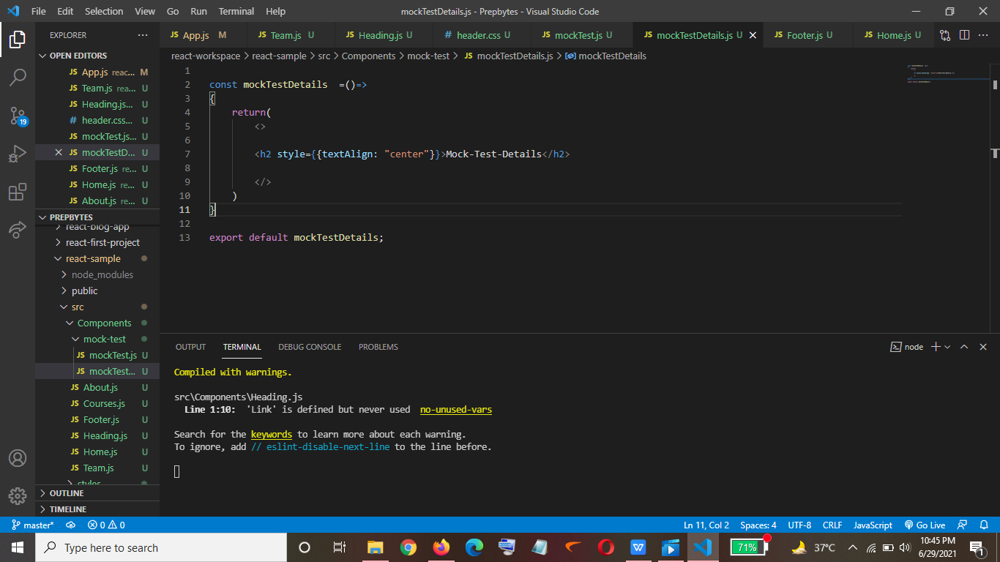 File Edit Selection View Go Run Terminal Help mockTestDetails.js - Prepbytes - Visual Studio Code
EXPLORER ···
JS App.js M JS Team.js U JS Heading.js U # header.css U JS mockTest.js U JS mockTestDetails.js U JS Footer.js U JS Home.js U ···
OPEN EDITORS
JS App.js reac... M
JS Team.js rea... U
JS Heading.js... U
# header.css... U
JS mockTest.js... U
JS mockTestD... U
JS Footer.js re... U
JS Home.js re... U
JS About.js re... U
PREPBYTES
react-blog-app
react-first-project
react-sample
node_modules
public
src
Components
mock-test
JS mockTest.js U
JS mockTest... U
JS About.js U
JS Courses.js U
JS Footer.js U
JS Heading.js U
JS Home.js U
JS Team.js U
styles
OUTLINE
TIMELINE
19
react-workspace > react-sample > src > Components > mock-test > JS mockTestDetails.js > mockTestDetails
1
2 const mockTestDetails =()=>
3 {
4 return(
5 <>
6
7 <h2 style={{textAlign: "center"}}>Mock-Test-Details</h2>
8
9 </>
10 )
11 }
12
13 export default mockTestDetails;
OUTPUT TERMINAL DEBUG CONSOLE PROBLEMS node
Compiled with warnings.
src\Components\Heading.js
Line 1:10: 'Link' is defined but never used no-unused-vars
Search for the keywords to learn more about each warning.
To ignore, add // eslint-disable-next-line to the line before.
master* 0 0 Ln 11, Col 2 Spaces: 4 UTF-8 CRLF JavaScript Go Live
Type here to search W 71% 37°C 10:45 PM
6/29/2021 1